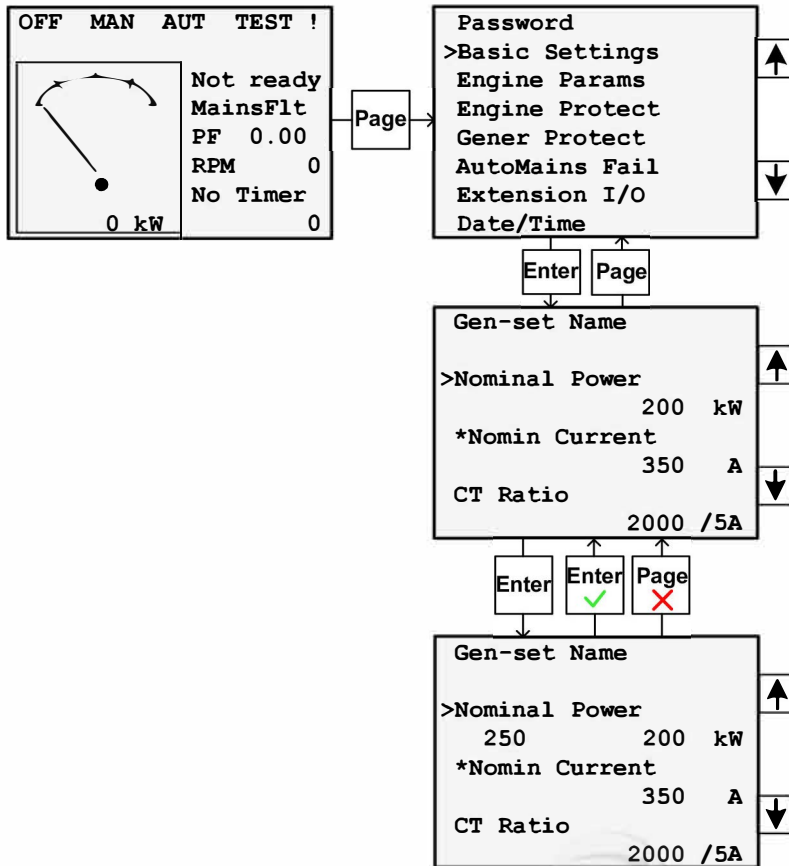 OFF MAN AUT TEST !
Not ready
MainsFlt
PF 0.00
RPM 0
No Timer
0 kW 0
Page
Password
>Basic Settings
Engine Params
Engine Protect
Gener Protect
AutoMains Fail
Extension I/O
Date/Time
Enter Page
Gen-set Name
>Nominal Power
200 kW
*Nomin Current
350 A
CT Ratio
2000 /5A
Enter Enter Page
Gen-set Name
>Nominal Power
250 200 kW
*Nomin Current
350 A
CT Ratio
2000 /5A